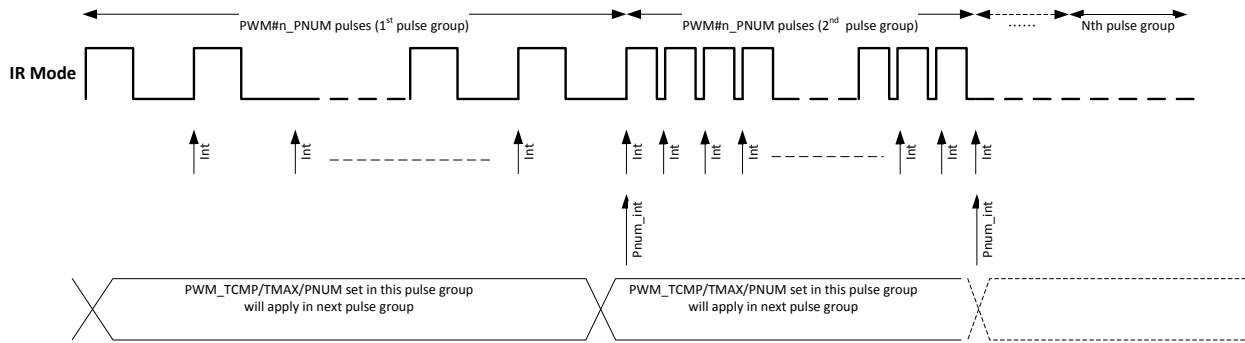 PWM#n_PNUM pulses (1st pulse group)
PWM#n_PNUM pulses (2nd pulse group)
......
Nth pulse group
IR Mode
Int
Int
Int
Int
Int
Int
Int
Int
Int
Int
Pnum_int
Pnum_int
PWM_TCMP/TMAX/PNUM set in this pulse group
will apply in next pulse group
PWM_TCMP/TMAX/PNUM set in this pulse group
will apply in next pulse group